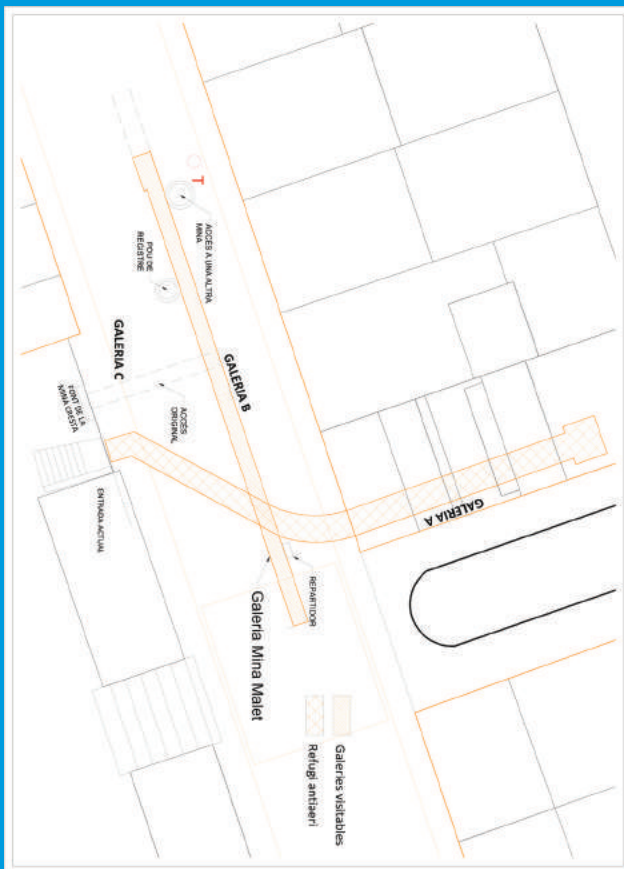 T
ACCÉS A UNA ALTRA
MINA
POU DE
REGISTRE
GALERIA C
GALERIA B
FONT DE LA
MINA CRESTA
ACCÉS
ORIGINAL
GALERIA A
ENTRADA ACTUAL
REPARTIDOR
Galeria Mina Malet
Galeries visitables
Refugi antiaeri